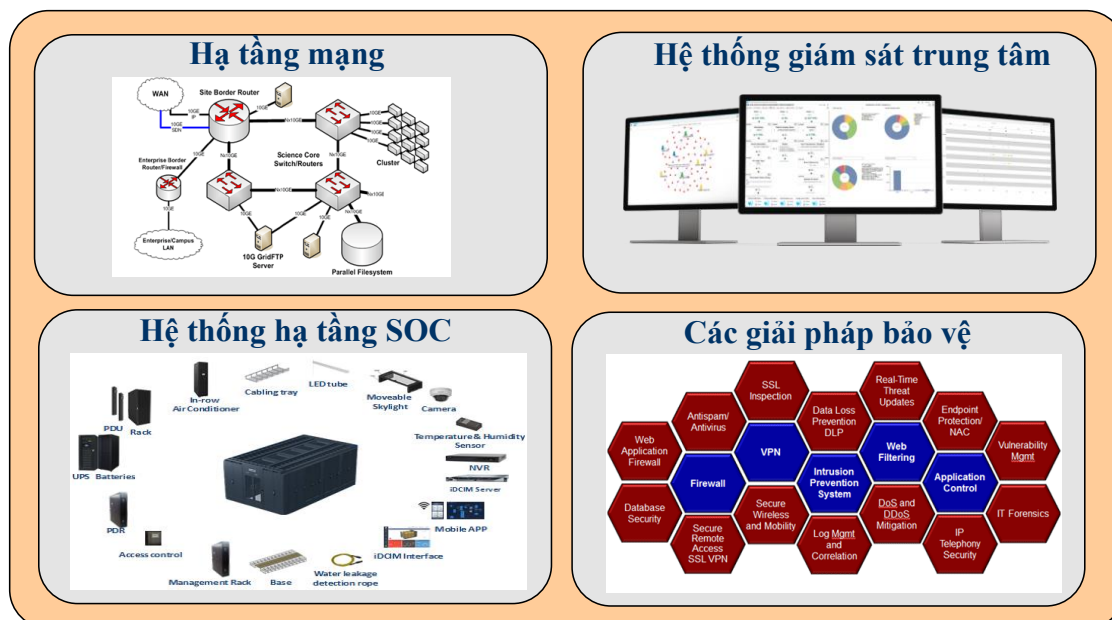 Hạ tầng mạng
WAN
Site Border Router
10GE
10GE
IP
10GE
SDN
Nx10GE
10GE
10GE
10GE
10GE
Cluster
Enterprise Border
Router/Firewall
10GE
Nx10GE
Science Core
Switch/Routers
Nx10GE
Nx10GE
Nx10GE
10GE
10GE
10GE
10GE
Nx10GE
Enterprise/Campus
LAN
10G GridFTP
Server
Parallel Filesystem
Hệ thống giám sát trung tâm
Hệ thống hạ tầng SOC
In-row
Air Conditioner
Cabling tray
LED tube
Moveable
Skylight
Camera
PDU
Rack
Temperature & Humidity
Sensor
NVR
UPS
Batteries
iDCIM Server
Mobile APP
PDR
iDCIM Interface
Access control
Management Rack
Base
Water leakage
detection rope
Các giải pháp bảo vệ
SSL
Inspection
Real-Time
Threat
Updates
Antispam/
Antivirus
Data Loss
Prevention
DLP
Endpoint
Protection/
NAC
Web
Application
Firewall
VPN
Web
Filtering
Vulnerability
Mgmt
Firewall
Intrusion
Prevention
System
Application
Control
Database
Security
Secure
Wireless
and Mobility
DoS and
DDoS
Mitigation
IT Forensics
Secure
Remote
Access
SSL VPN
Log Mgmt
and
Correlation
IP
Telephony
Security